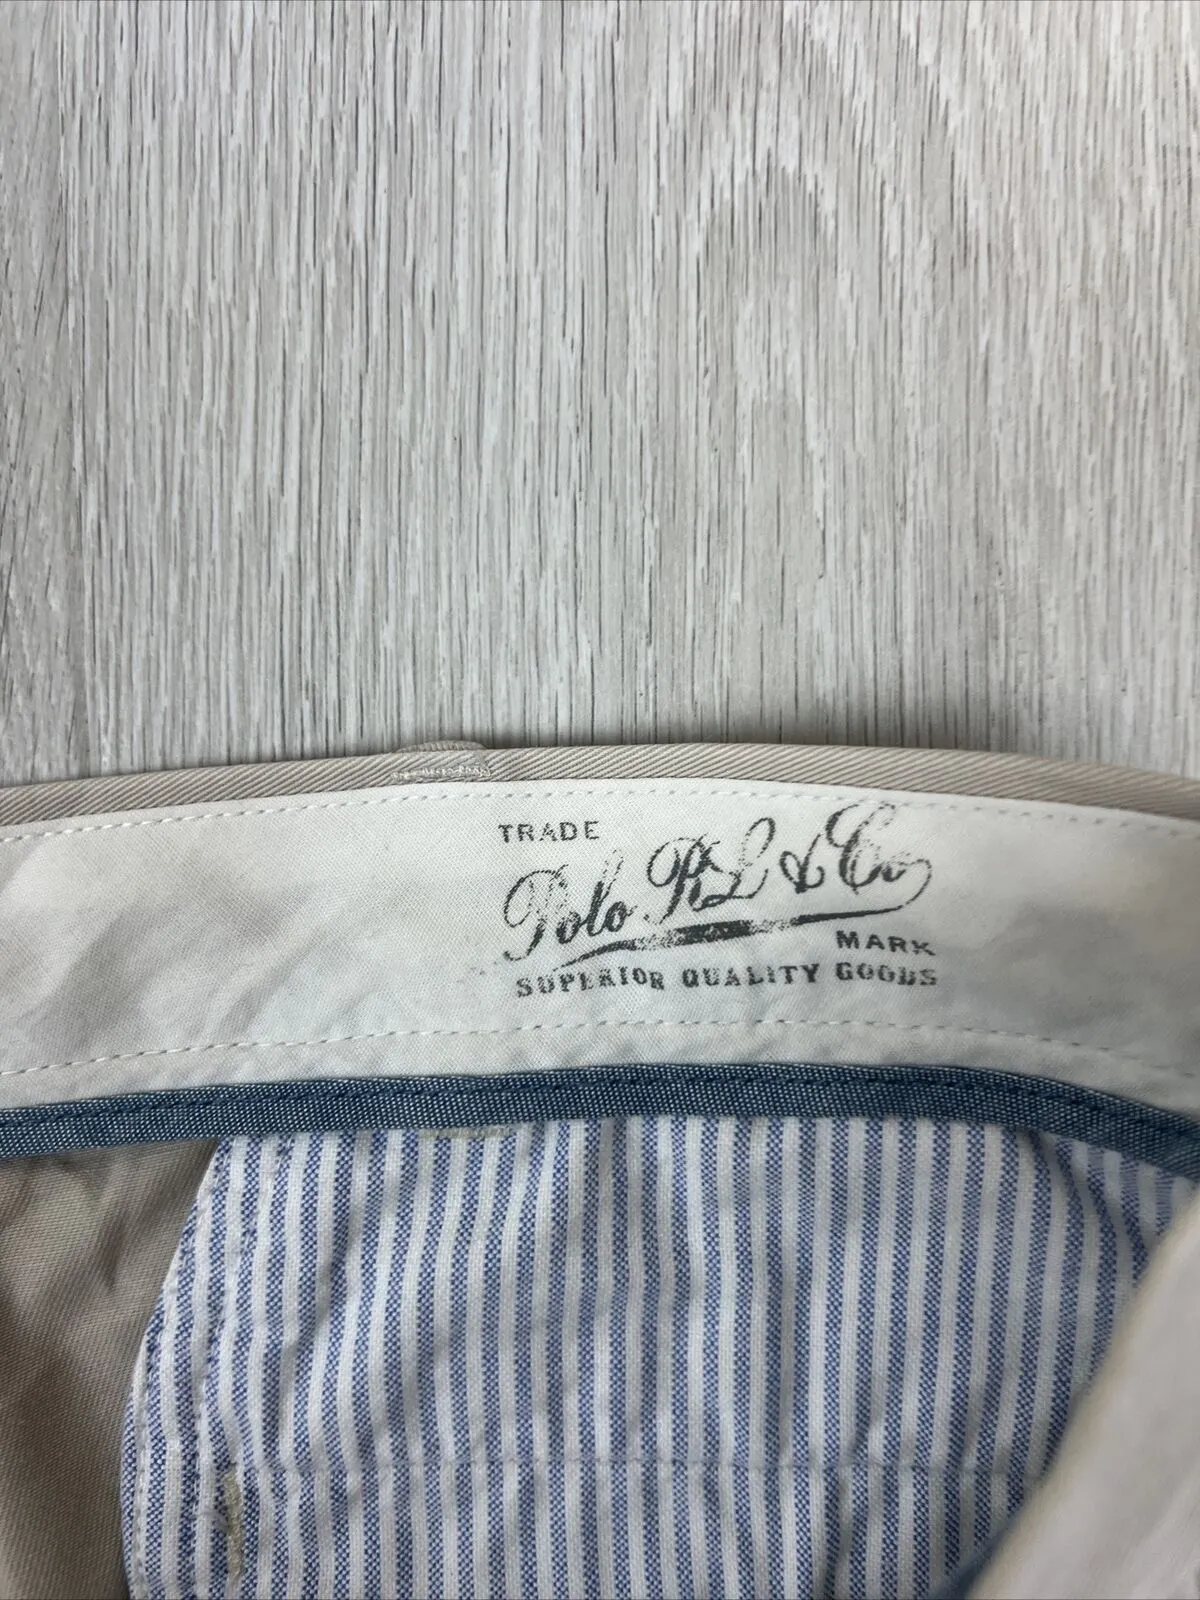 TRADE
Polo RL & Co
MARK
SUPERIOR QUALITY GOODS